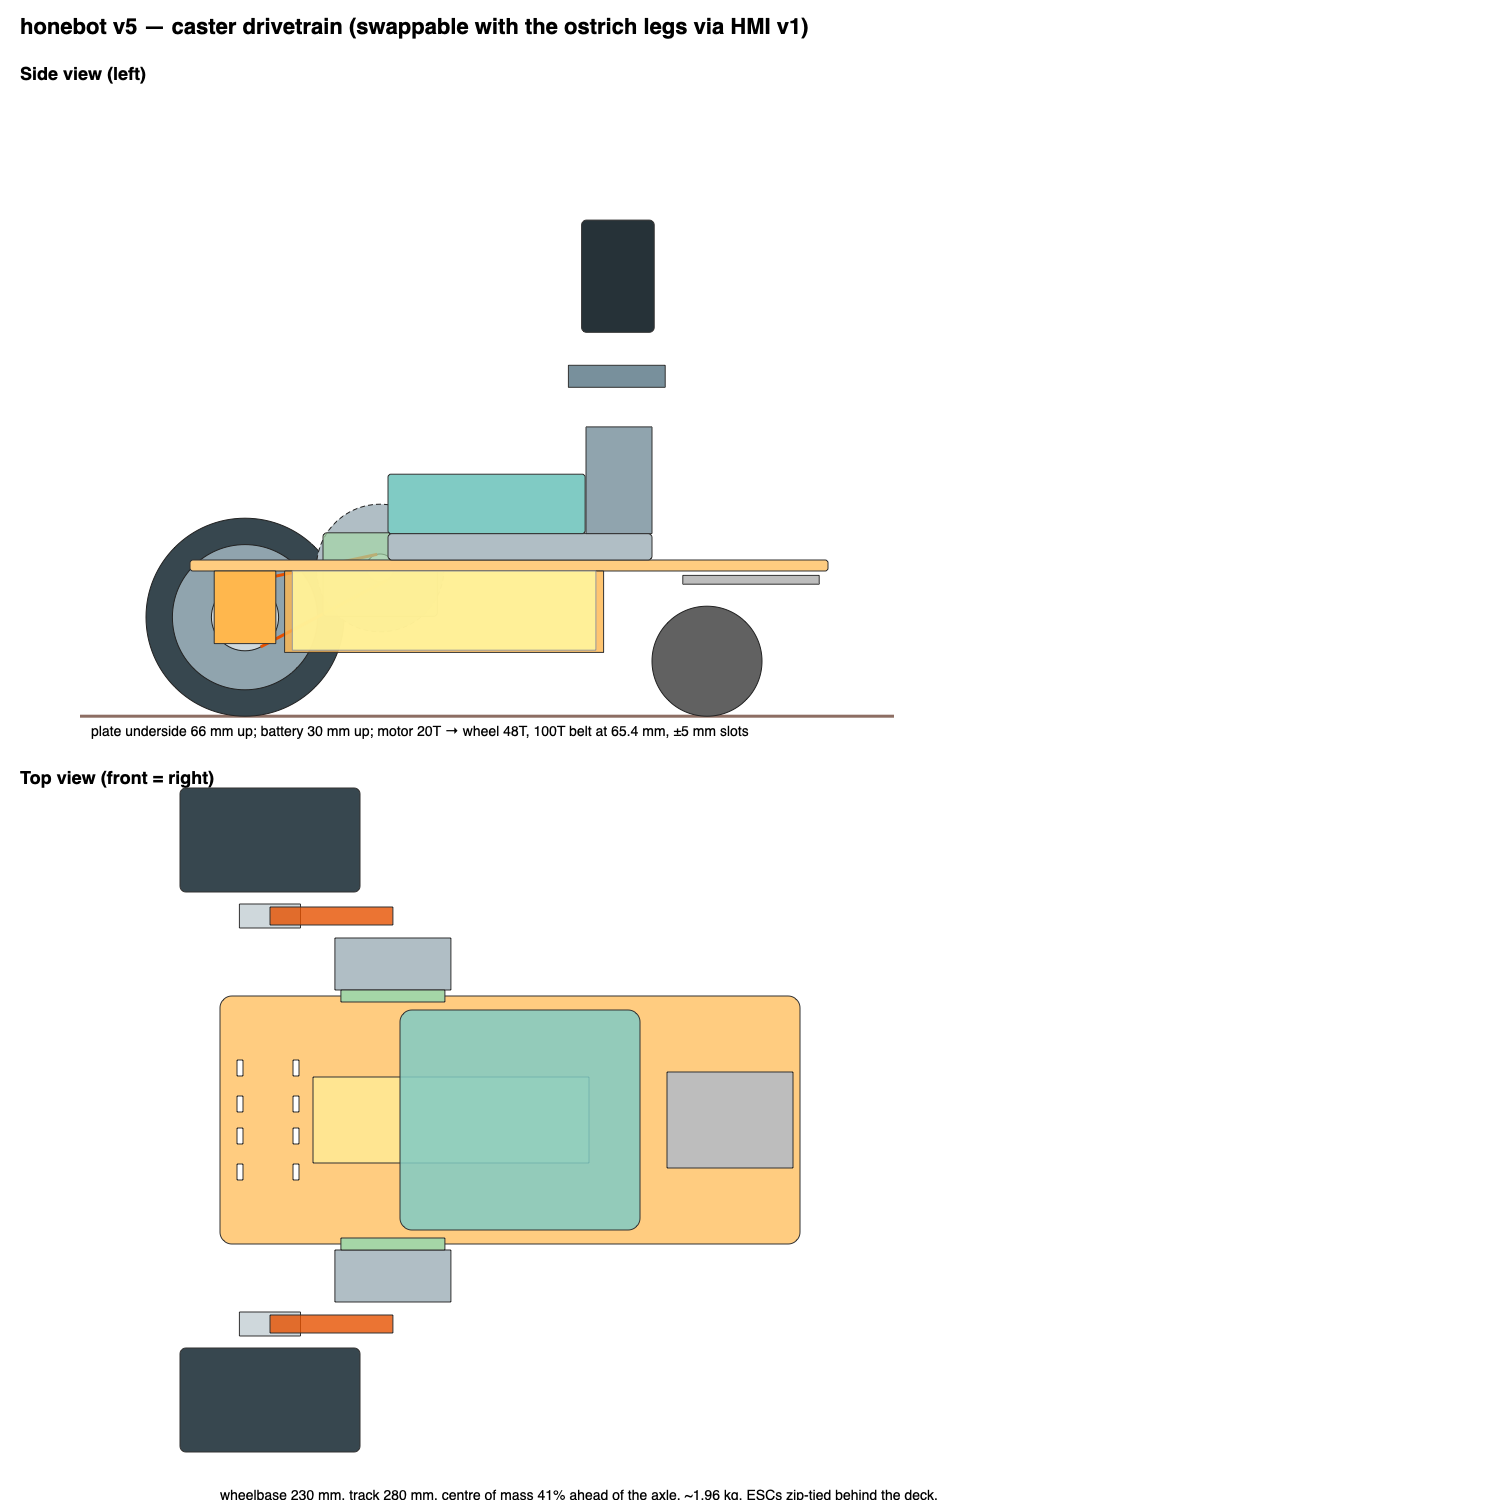 honebot v5 — caster drivetrain (swappable with the ostrich legs via HMI v1)
Side view (left)
plate underside 66 mm up; battery 30 mm up; motor 20T → wheel 48T, 100T belt at 65.4 mm, ±5 mm slots
Top view (front = right)
wheelbase 230 mm, track 280 mm, centre of mass 41% ahead of the axle, ~1.96 kg. ESCs zip-tied behind the deck.